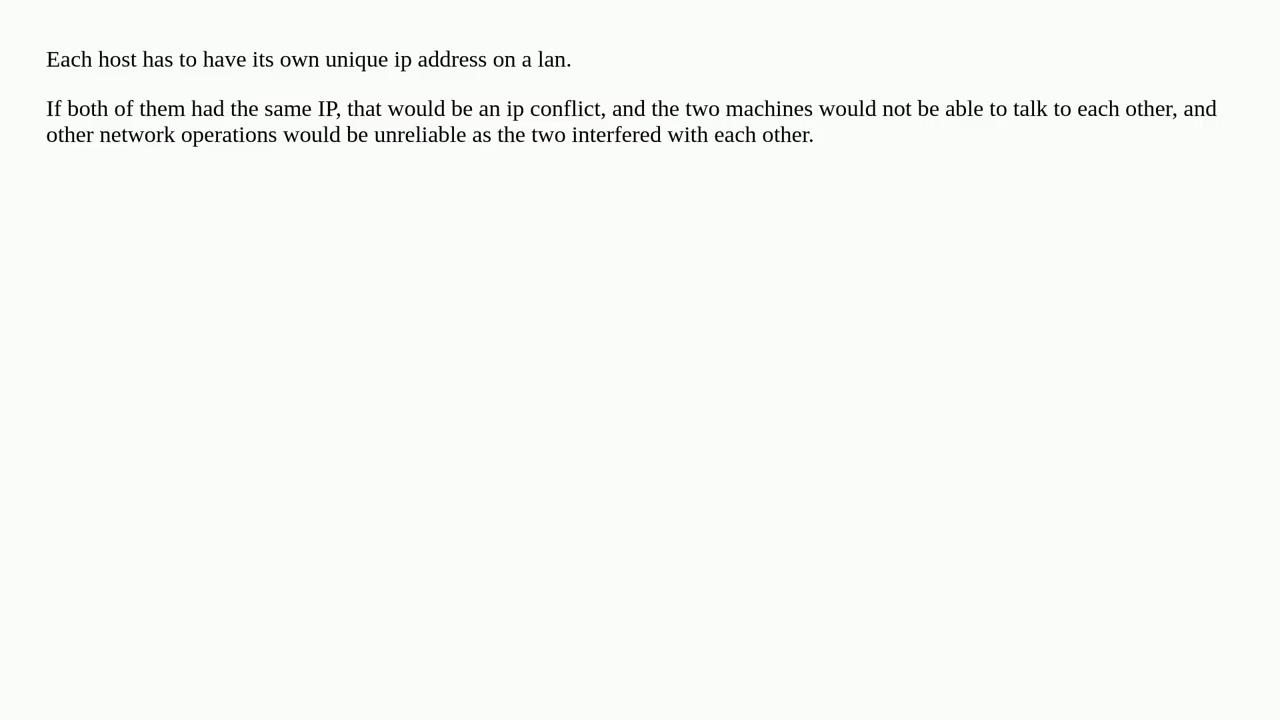 Each host has to have its own unique ip address on a lan.
If both of them had the same IP, that would be an ip conflict, and the two machines would not be able to talk to each other, and
other network operations would be unreliable as the two interfered with each other.